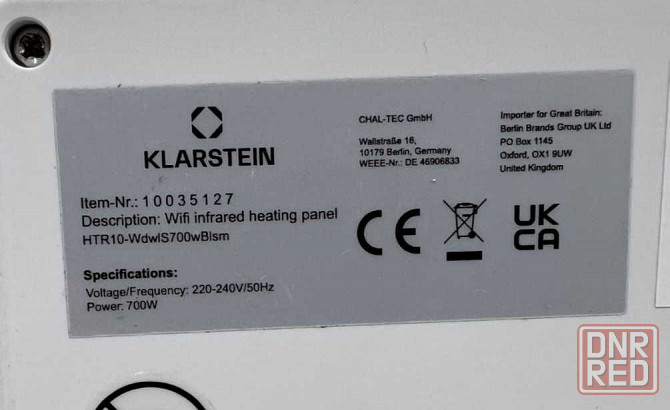 KLARSTEIN
Item-Nr.: 10035127
Description: Wifi infrared heating panel
HTR10-WdwlS700wBlsm
Specifications:
Voltage/Frequency: 220-240V/50Hz
Power: 700W
CHAL-TEC GmbH
Wallstraße 16,
10179 Berlin, Germany
WEEE-Nr.: DE 46906833
Importer for Great Britain:
Berlin Brands Group UK Ltd
PO Box 1145
Oxford, OX1 9UW
United Kingdom
CE
UK
CA
DNR
RED